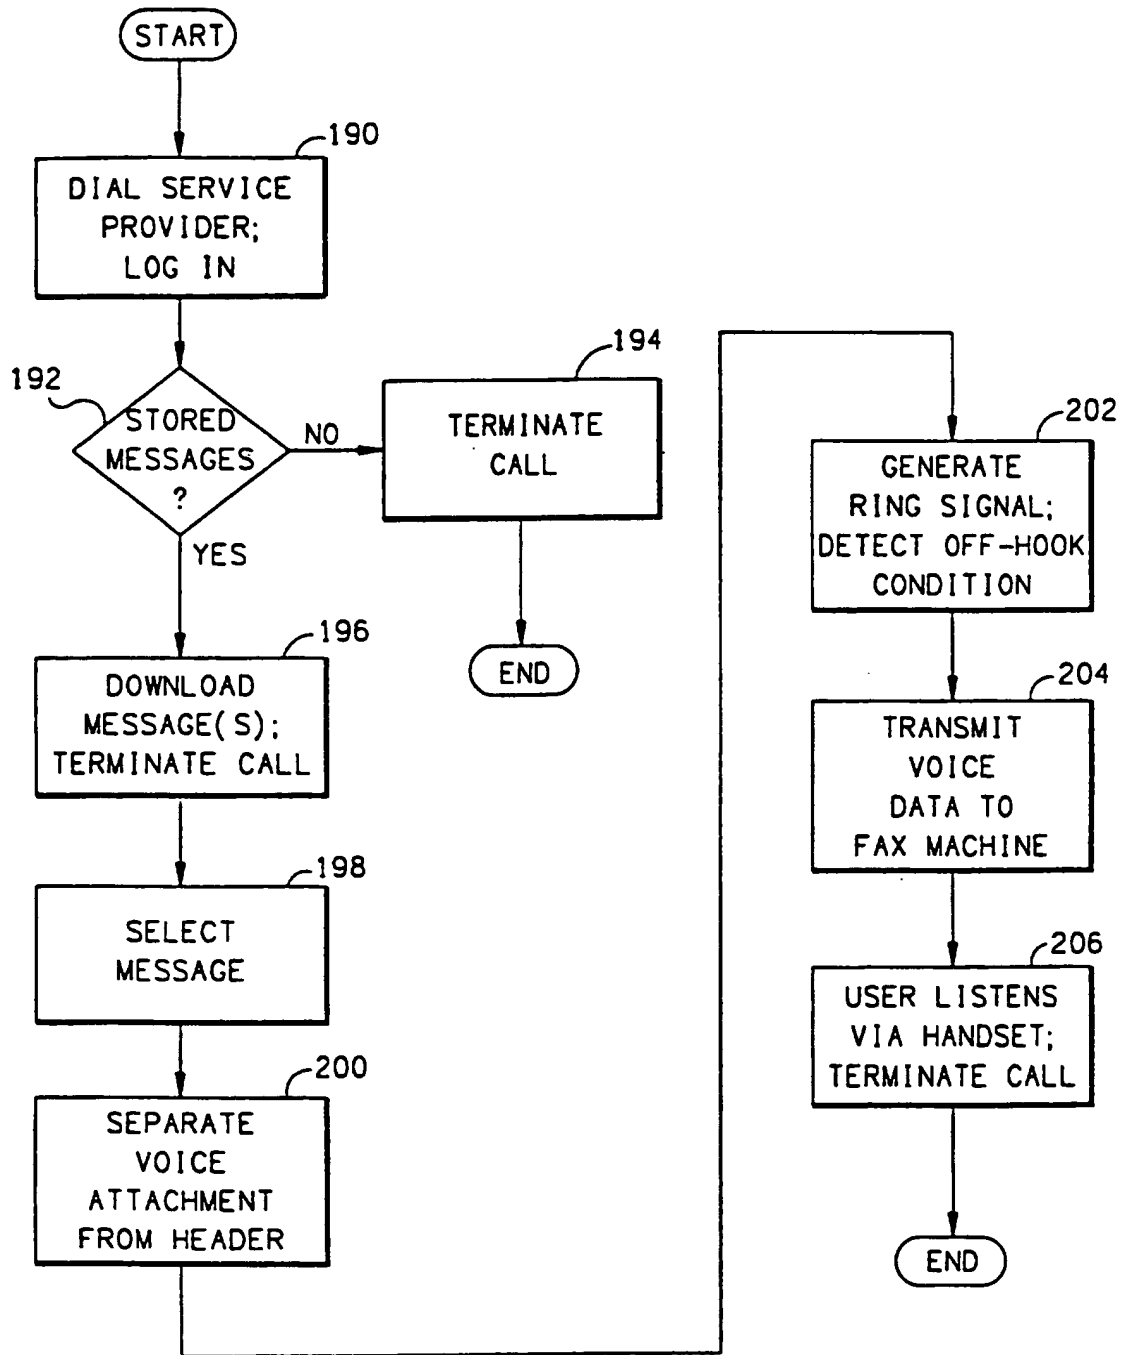 START
190
DIAL SERVICE
PROVIDER;
LOG IN
192
STORED
MESSAGES
?
NO
YES
194
TERMINATE
CALL
END
196
DOWNLOAD
MESSAGE(S);
TERMINATE CALL
198
SELECT
MESSAGE
200
SEPARATE
VOICE
ATTACHMENT
FROM HEADER
202
GENERATE
RING SIGNAL;
DETECT OFF-HOOK
CONDITION
204
TRANSMIT
VOICE
DATA TO
FAX MACHINE
206
USER LISTENS
VIA HANDSET;
TERMINATE CALL
END